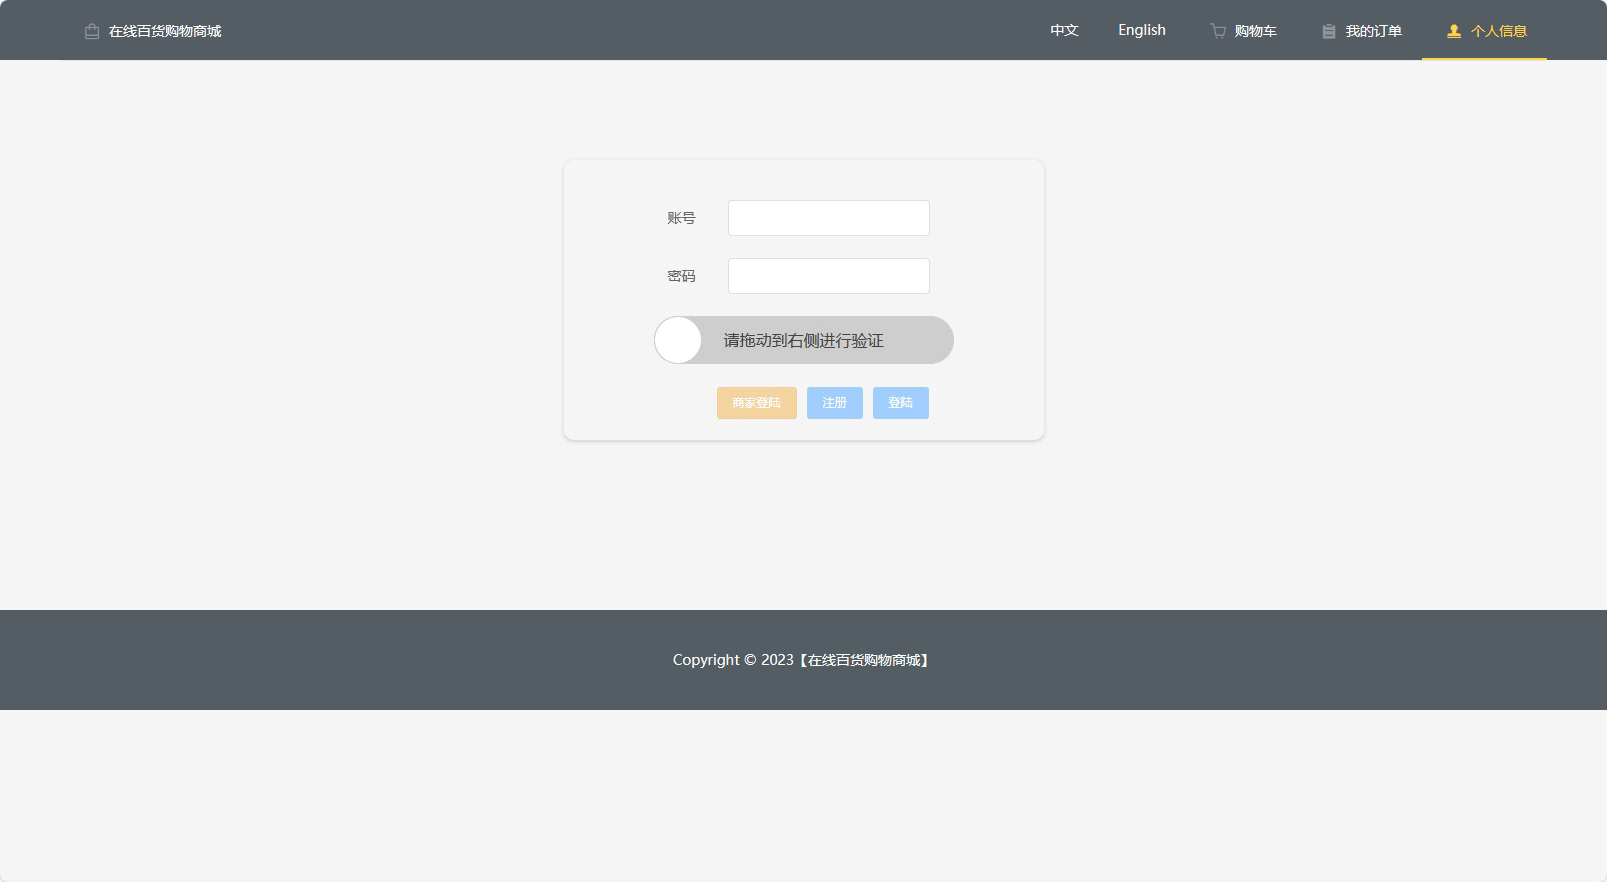 在线百货购物商城
中文 English 购物车 我的订单 个人信息
账号
密码
请拖动到右侧进行验证
商家登陆 注册 登陆
Copyright © 2023【在线百货购物商城】